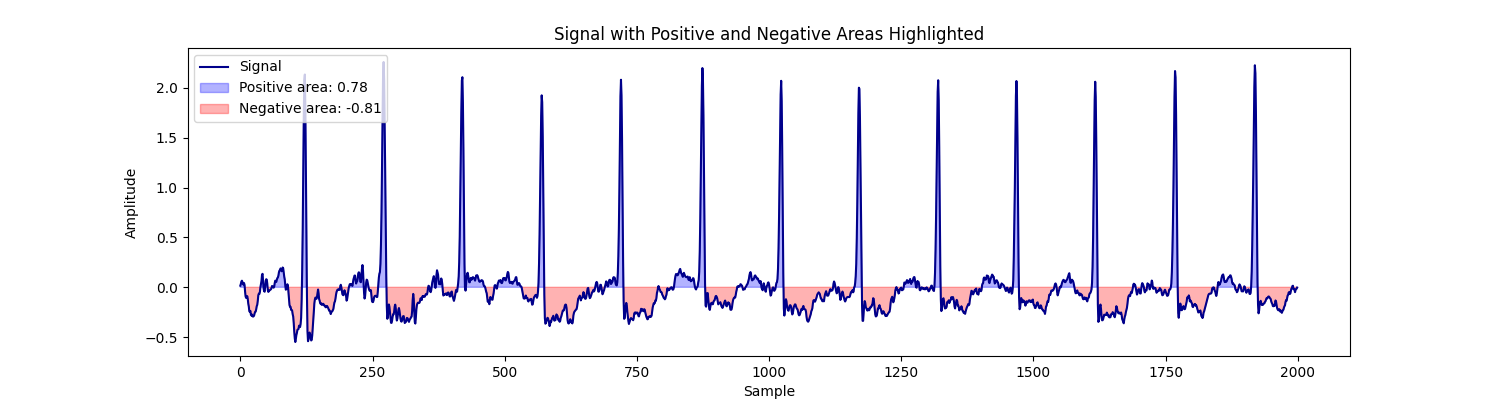 Signal with Positive and Negative Areas Highlighted
Signal
Positive area: 0.78
Negative area: -0.81
Amplitude
2.0
1.5
1.0
0.5
0.0
−0.5
0 250 500 750 1000 1250 1500 1750 2000
Sample